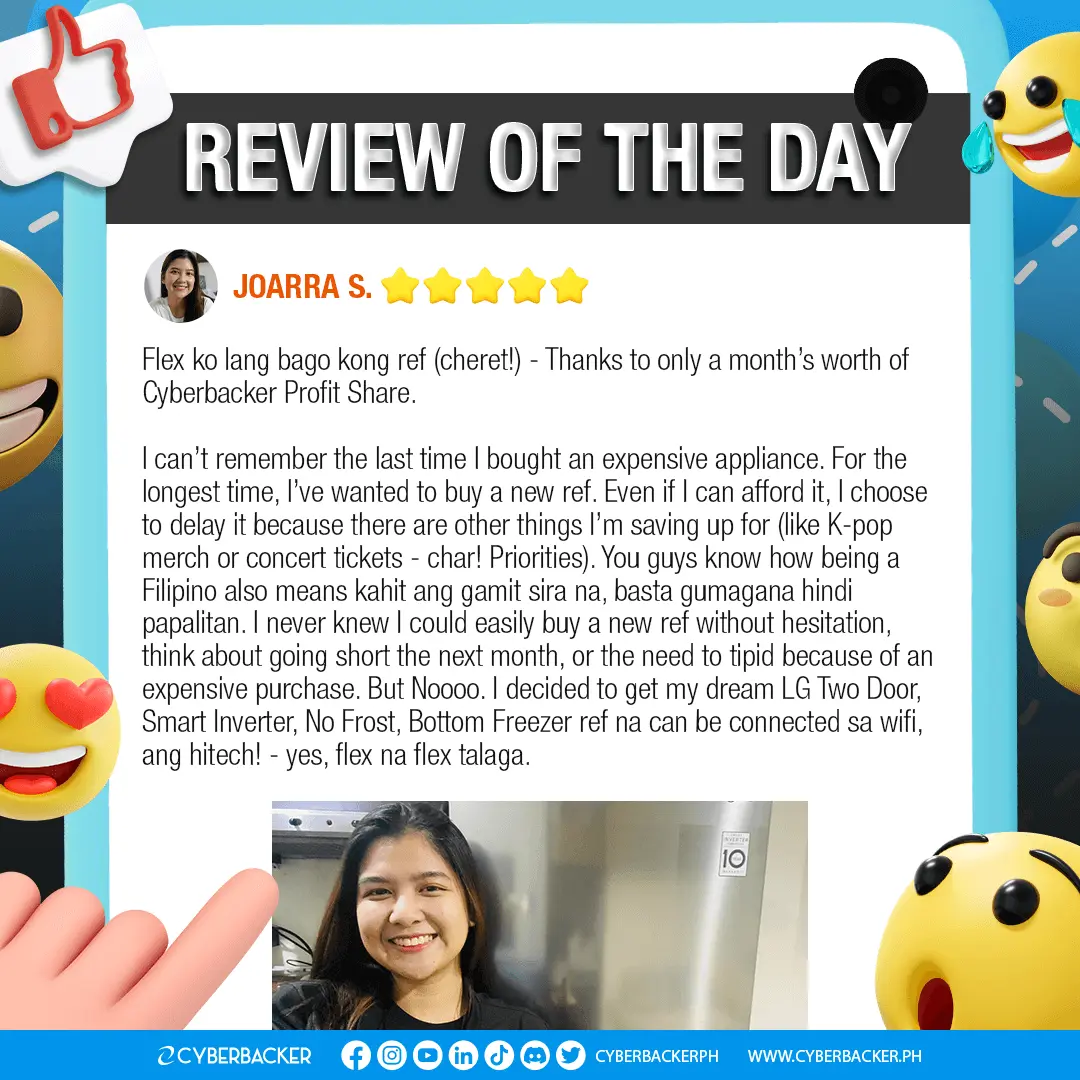 REVIEW OF THE DAY
JOARRA S.
Flex ko lang bago kong ref (cheret!) - Thanks to only a month's worth of
Cyberbacker Profit Share.
I can't remember the last time I bought an expensive appliance. For the
longest time, I've wanted to buy a new ref. Even if I can afford it, I choose
to delay it because there are other things I'm saving up for (like K-pop
merch or concert tickets - char! Priorities). You guys know how being a
Filipino also means kahit ang gamit sira na, basta gumagana hindi
papalitan. I never knew I could easily buy a new ref without hesitation,
think about going short the next month, or the need to tipid because of an
expensive purchase. But Noooo. I decided to get my dream LG Two Door,
Smart Inverter, No Frost, Bottom Freezer ref na can be connected sa wifi,
ang hitech! - yes, flex na flex talaga.
10
CYBERBACKER CYBERBACKERPH WWW.CYBERBACKER.PH